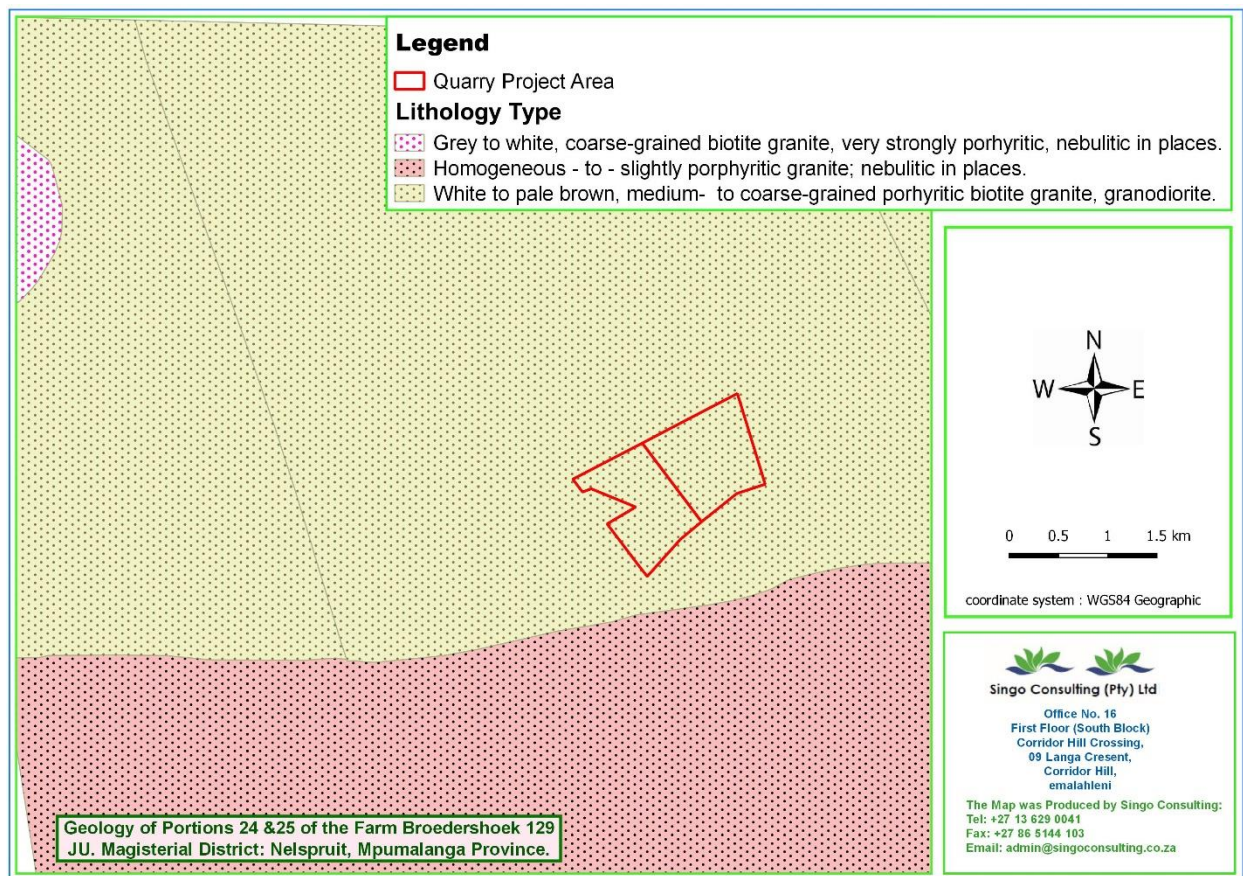 Legend
Quarry Project Area
Lithology Type
Grey to white, coarse-grained biotite granite, very strongly porhyritic, nebulitic in places.
Homogeneous - to - slightly porphyritic granite; nebulitic in places.
White to pale brown, medium- to coarse-grained porhyritic biotite granite, granodiorite.
N
W E
S
0 0.5 1 1.5 km
coordinate system : WGS84 Geographic
Singo Consulting (Pty) Ltd
Office No. 16
First Floor (South Block)
Corridor Hill Crossing,
09 Langa Cresent,
Corridor Hill,
emalahleni
The Map was Produced by Singo Consulting:
Tel: +27 13 629 0041
Fax: +27 86 5144 103
Email: admin@singoconsulting.co.za
Geology of Portions 24 &25 of the Farm Broedershoek 129
JU. Magisterial District: Nelspruit, Mpumalanga Province.